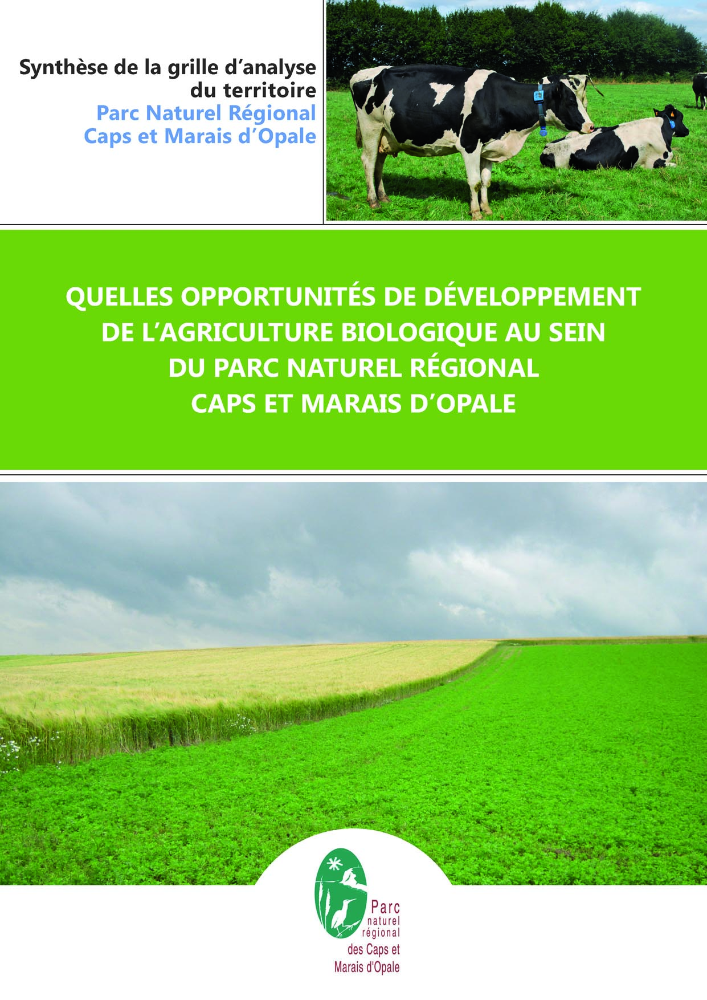 Synthèse de la grille d’analyse
du territoire
Parc Naturel Régional
Caps et Marais d’Opale
QUELLES OPPORTUNITÉS DE DÉVELOPPEMENT
DE L’AGRICULTURE BIOLOGIQUE AU SEIN
DU PARC NATUREL RÉGIONAL
CAPS ET MARAIS D’OPALE
Parc
naturel
régional
des Caps et
Marais d'Opale